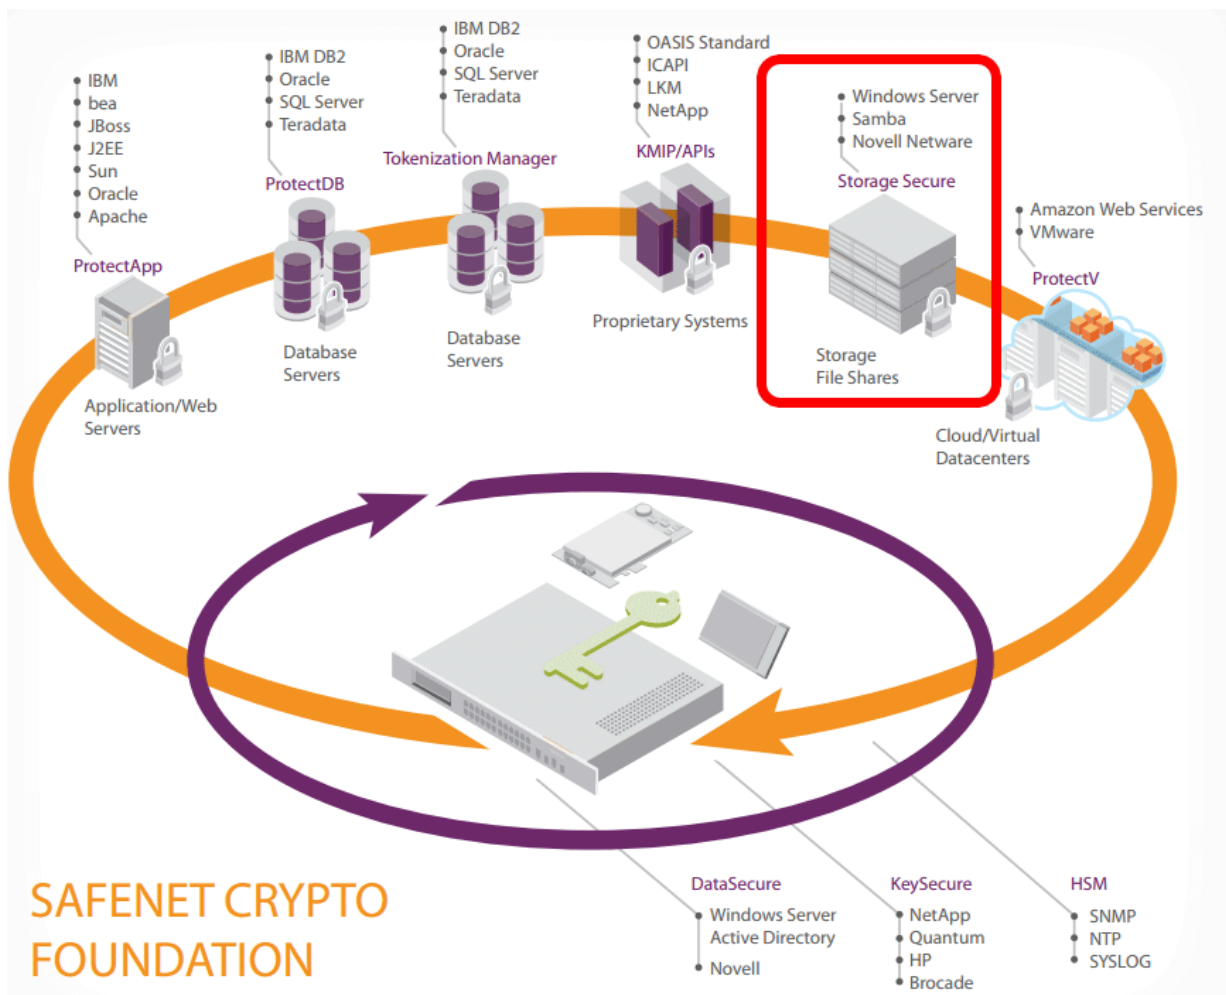 IBM
bea
JBoss
J2EE
Sun
Oracle
Apache
ProtectApp
Application/Web
Servers
IBM DB2
Oracle
SQL Server
Teradata
ProtectDB
Database
Servers
IBM DB2
Oracle
SQL Server
Teradata
Tokenization Manager
Database
Servers
OASIS Standard
ICAPI
LKM
NetApp
KMIP/APIs
Proprietary Systems
Windows Server
Samba
Novell Netware
Storage Secure
Storage
File Shares
Amazon Web Services
VMware
ProtectV
Cloud/Virtual
Datacenters
SAFENET CRYPTO
FOUNDATION
DataSecure
Windows Server
Active Directory
Novell
KeySecure
NetApp
Quantum
HP
Brocade
HSM
SNMP
NTP
SYSLOG